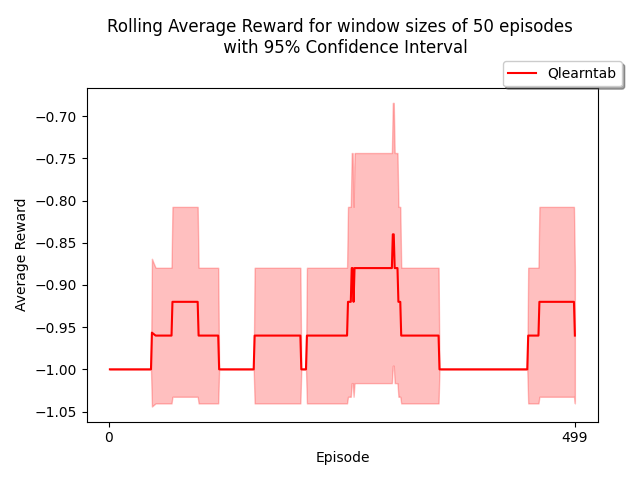 Rolling Average Reward for window sizes of 50 episodes
with 95% Confidence Interval
Qlearntab
−0.70
−0.75
−0.80
−0.85
−0.90
−0.95
−1.00
−1.05
Average Reward
0
499
Episode